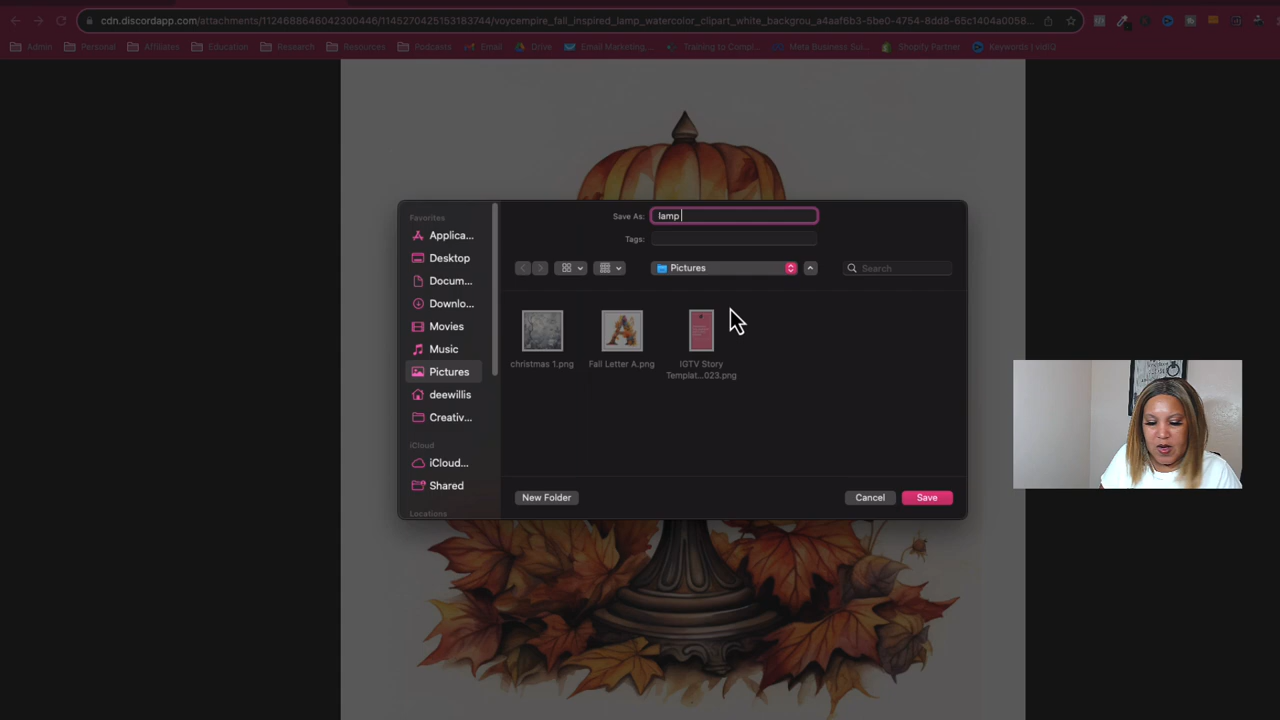 cdn.discordapp.com/attachments/1124688646042300446/1145270425153183744/voycempire_fall_inspired_lamp_watercolor_clipart_white_backgrou_a4aaf6b3-5be0-4754-8dd8-65c1404a0058...
Admin Personal Affiliates Education Research Resources Podcasts Email Drive Email Marketing,... Training to Compl... Meta Business Sui... Shopify Partner Keywords | vidIQ
Favorites
Save As: lamp
Applica...
Tags:
Desktop
Pictures
Search
Docum...
Downlo...
Movies
Music
christmas 1.png Fall Letter A.png IGTV Story
Templat...023.png
Pictures
deewillis
Creativ...
iCloud
iCloud...
Shared
New Folder Cancel Save
Locations